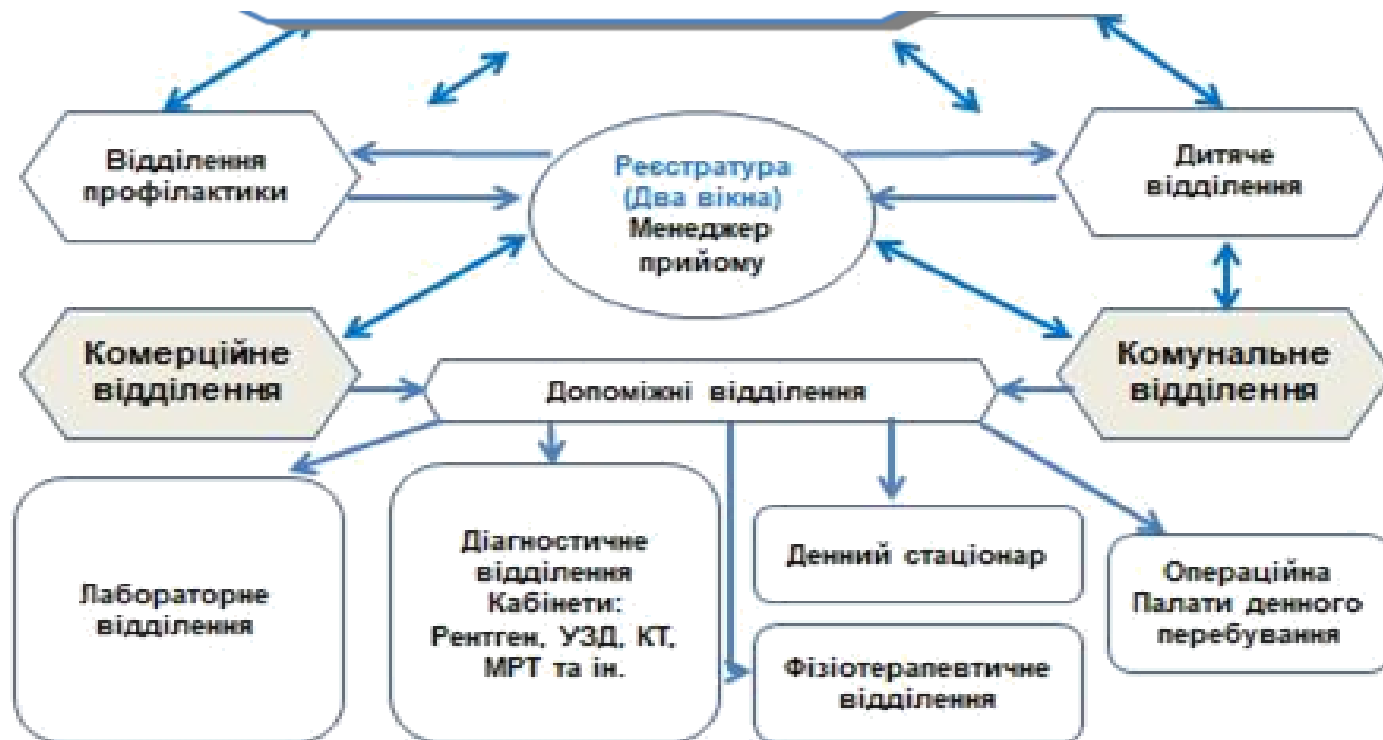 Відділення
профілактики
Реєстратура
(Два вікна)
Менеджер
прийому
Дитяче
відділення
Комерційне
відділення
Допоміжні відділення
Комунальне
відділення
Лабораторне
відділення
Діагностичне
відділення
Кабінети:
Рентген, УЗД, КТ,
МРТ та ін.
Денний стаціонар
Фізіотерапевтичне
відділення
Операційна
Палати денного
перебування